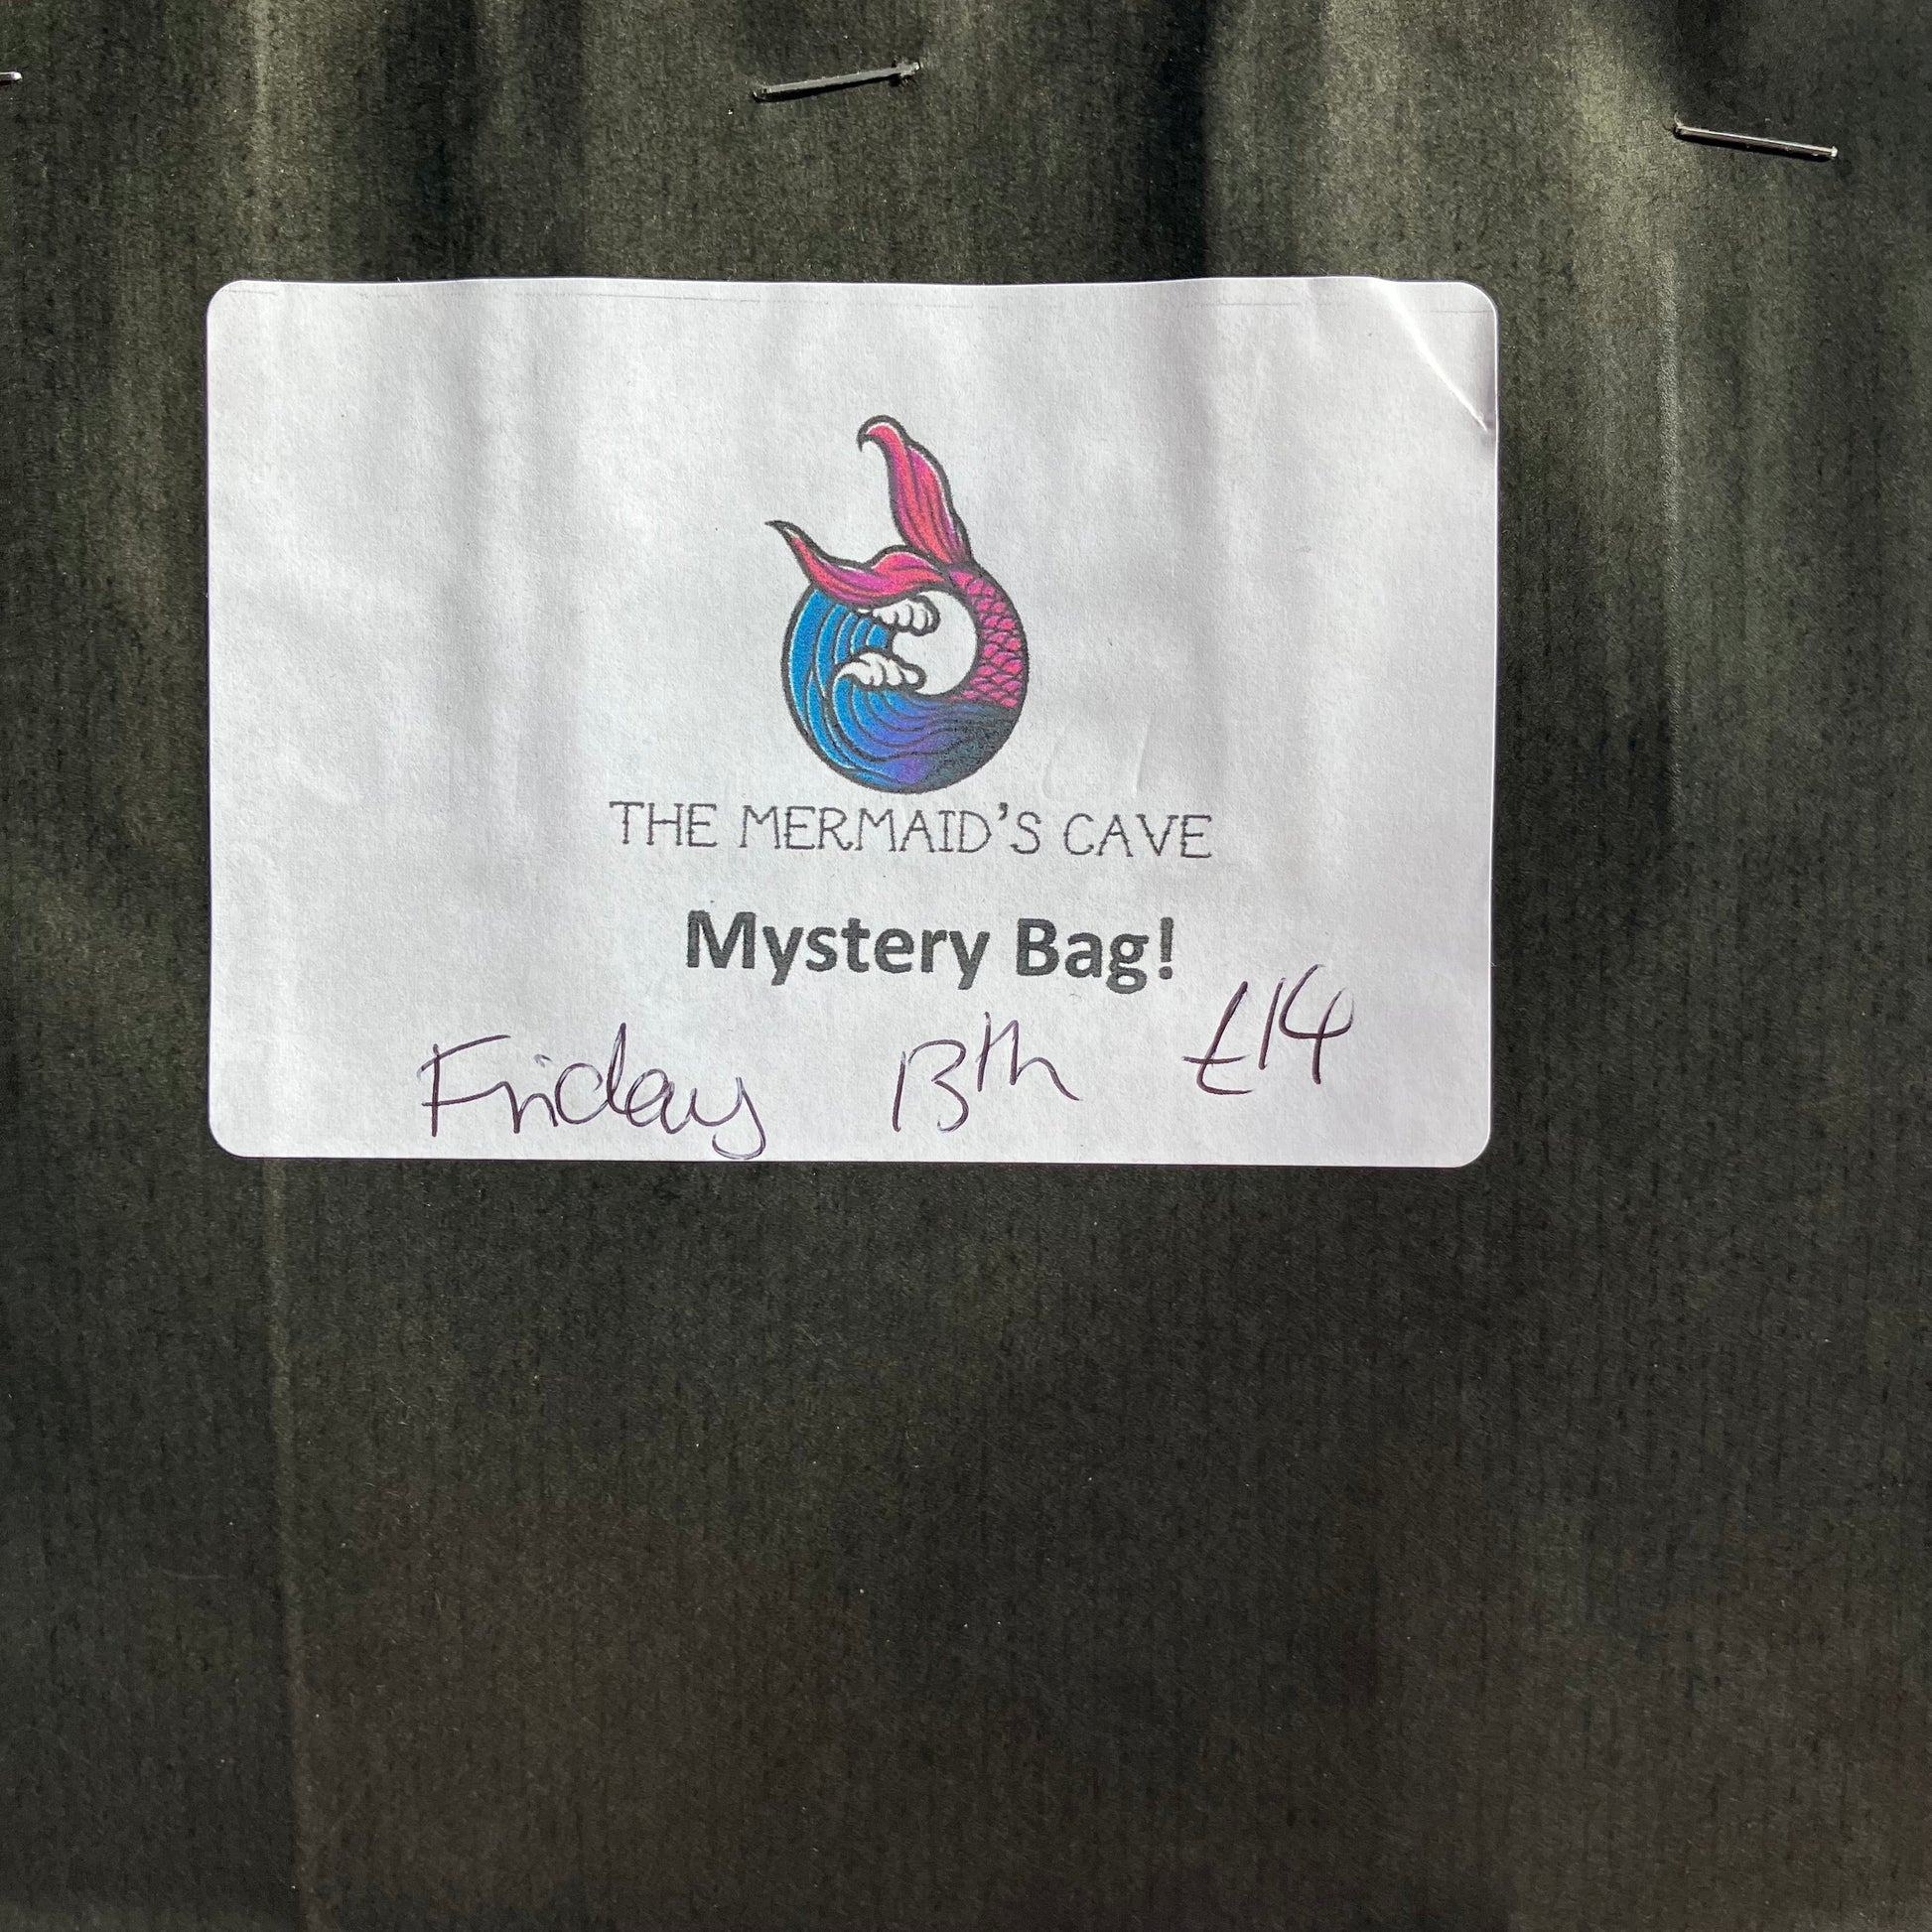 THE MERMAID'S CAVE
Mystery Bag!
Friday 13th £14